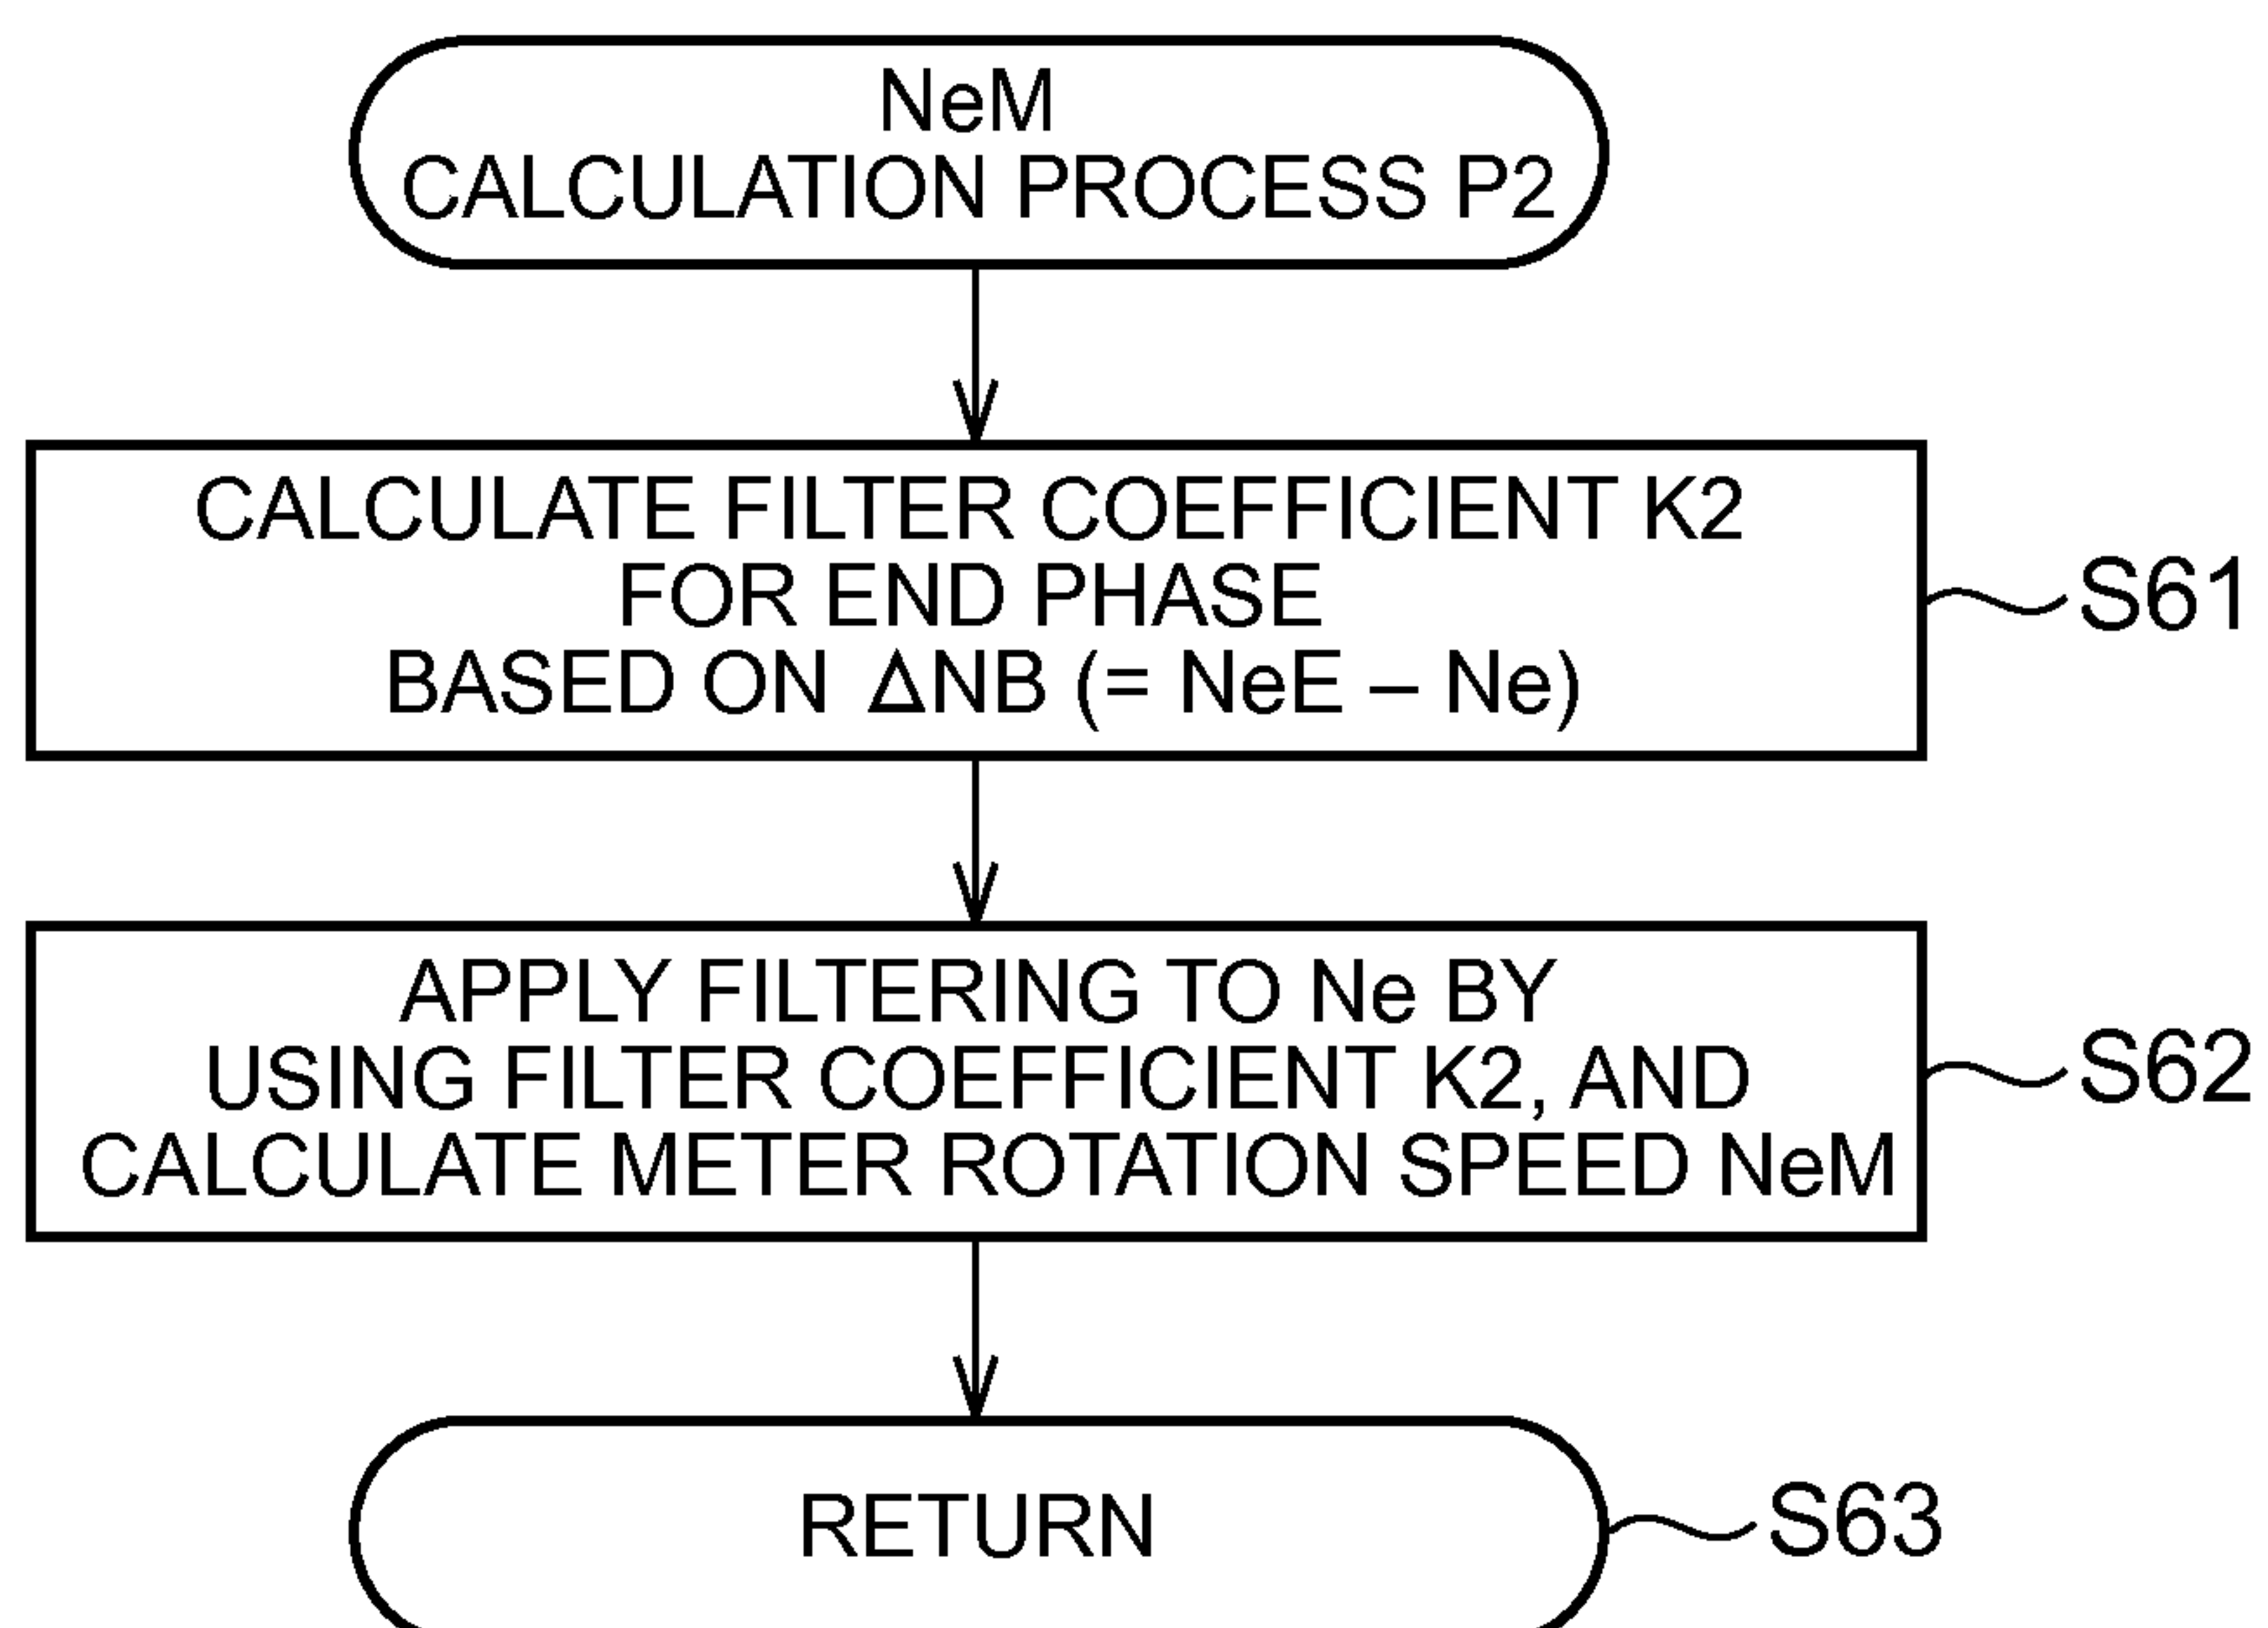 NeM
CALCULATION PROCESS P2
CALCULATE FILTER COEFFICIENT K2
FOR END PHASE
BASED ON ΔNB (= NeE – Ne)
S61
APPLY FILTERING TO Ne BY
USING FILTER COEFFICIENT K2, AND
CALCULATE METER ROTATION SPEED NeM
S62
RETURN
S63